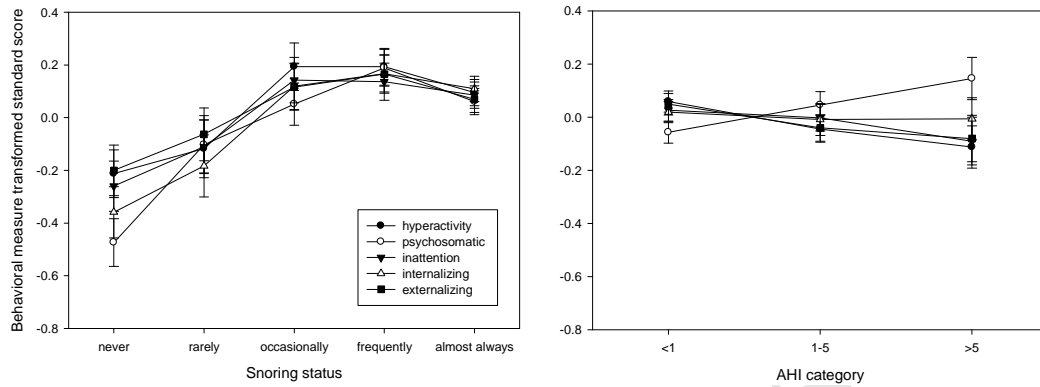 Behavioral measure transformed standard score
0.4
0.2
0.0
-0.2
-0.4
-0.6
-0.8
never rarely occasionally frequently almost always
Snoring status
hyperactivity
psychosomatic
inattention
internalizing
externalizing
0.4
0.2
0.0
-0.2
-0.4
-0.6
-0.8
<1 1-5 >5
AHI category